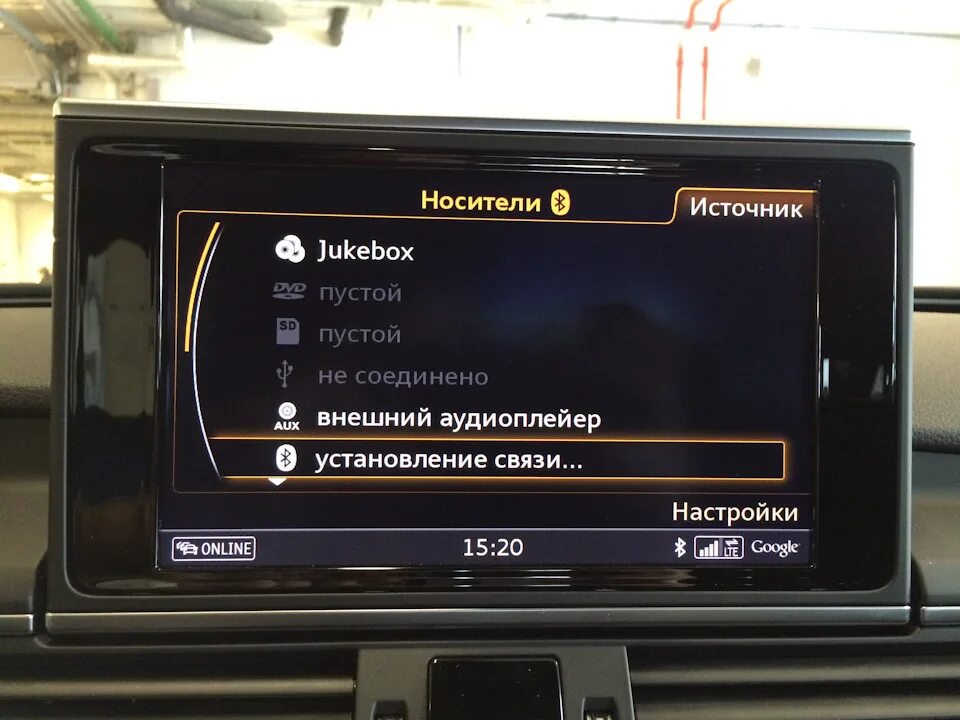 Носители
Источник
Jukebox
DVD пустой
SD пустой
не соединено
AUX внешний аудиоплейер
установление связи...
Настройки
ONLINE 15:20 LTE Google